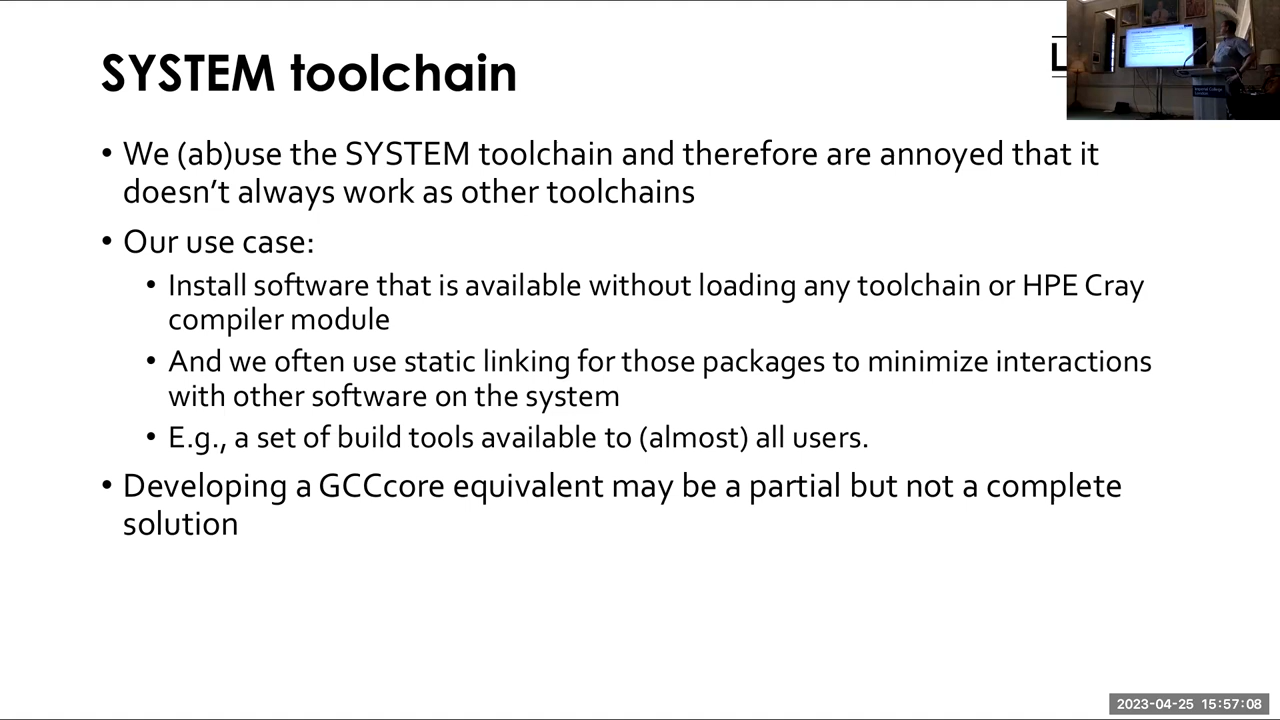 SYSTEM toolchain
• We (ab)use the SYSTEM toolchain and therefore are annoyed that it
doesn't always work as other toolchains
• Our use case:
• Install software that is available without loading any toolchain or HPE Cray
compiler module
• And we often use static linking for those packages to minimize interactions
with other software on the system
• E.g., a set of build tools available to (almost) all users.
• Developing a GCCcore equivalent may be a partial but not a complete
solution
L
Imperial College
London
2023-04-25 15:57:08